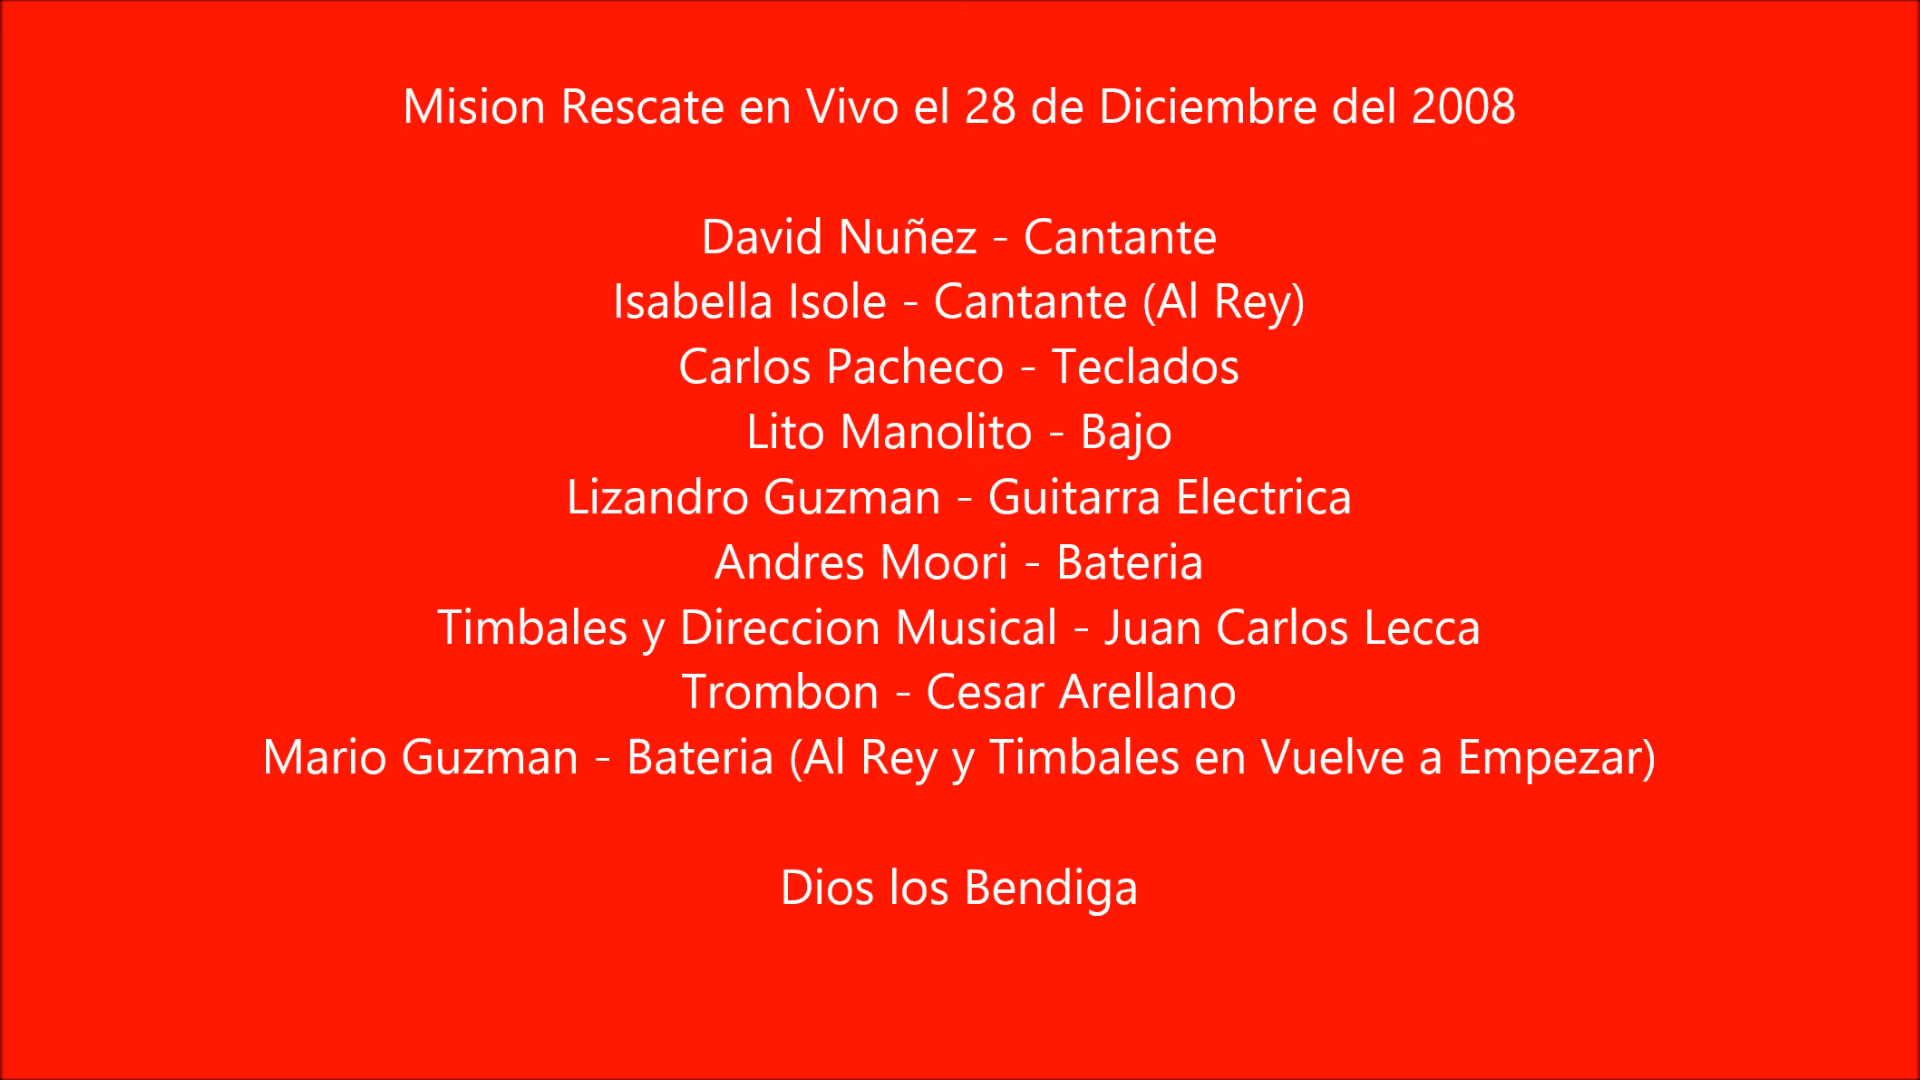 Mision Rescate en Vivo el 28 de Diciembre del 2008
David Nuñez - Cantante
Isabella Isole - Cantante (Al Rey)
Carlos Pacheco - Teclados
Lito Manolito - Bajo
Lizandro Guzman - Guitarra Electrica
Andres Moori - Bateria
Timbales y Direccion Musical - Juan Carlos Lecca
Trombon - Cesar Arellano
Mario Guzman - Bateria (Al Rey y Timbales en Vuelve a Empezar)
Dios los Bendiga